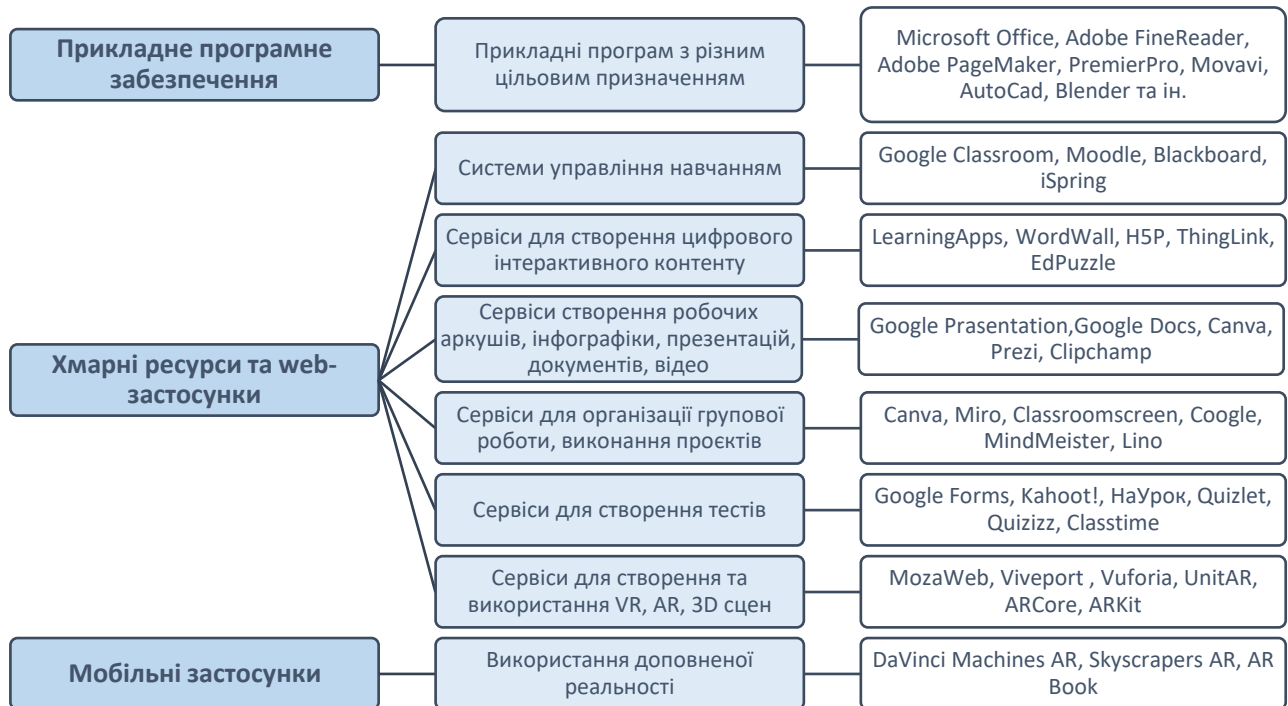 Прикладне програмне
забезпечення
Прикладні програм з різним
цільовим призначенням
Microsoft Office, Adobe FineReader,
Adobe PageMaker, PremierPro, Movavi,
AutoCad, Blender та ін.
Хмарні ресурси та web-
застосунки
Системи управління навчанням
Google Classroom, Moodle, Blackboard,
iSpring
Сервіси для створення цифрового
інтерактивного контенту
LearningApps, WordWall, H5P, ThingLink,
EdPuzzle
Сервіси створення робочих
аркушів, інфографіки, презентацій,
документів, відео
Google Prasentation,Google Docs, Canva,
Prezi, Clipchamp
Сервіси для організації групової
роботи, виконання проєктів
Canva, Miro, Classroomscreen, Coogle,
MindMeister, Lino
Сервіси для створення тестів
Google Forms, Kahoot!, НаУрок, Quizlet,
Quizizz, Classtime
Сервіси для створення та
використання VR, AR, 3D сцен
MozaWeb, Viveport , Vuforia, UnitAR,
ARCore, ARKit
Мобільні застосунки
Використання доповненої
реальності
DaVinci Machines AR, Skyscrapers AR, AR
Book